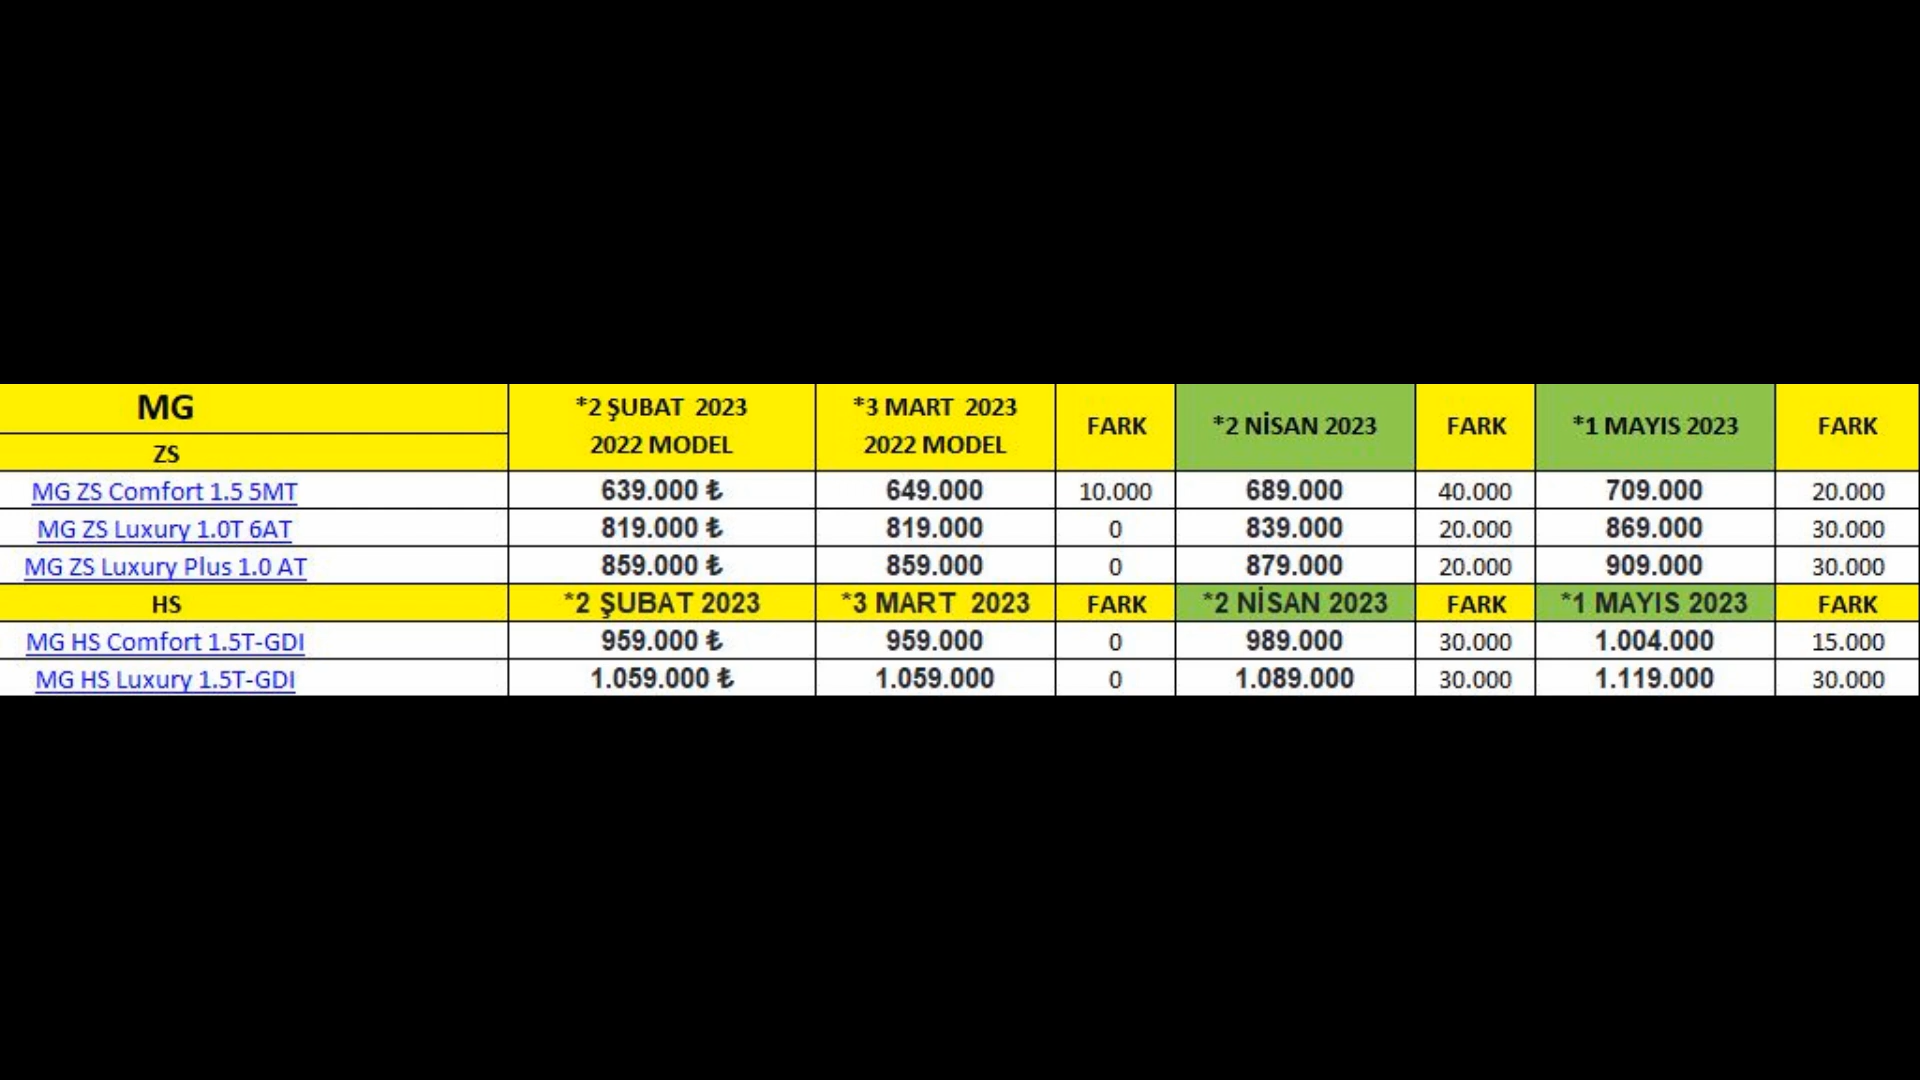 MG *2 ŞUBAT 2023 *3 MART 2023 FARK *2 NİSAN 2023 FARK *1 MAYIS 2023 FARK
ZS 2022 MODEL 2022 MODEL
MG ZS Comfort 1.5 5MT 639.000 ₺ 649.000 10.000 689.000 40.000 709.000 20.000
MG ZS Luxury 1.0T 6AT 819.000 ₺ 819.000 0 839.000 20.000 869.000 30.000
MG ZS Luxury Plus 1.0 AT 859.000 ₺ 859.000 0 879.000 20.000 909.000 30.000
HS *2 ŞUBAT 2023 *3 MART 2023 FARK *2 NİSAN 2023 FARK *1 MAYIS 2023 FARK
MG HS Comfort 1.5T-GDI 959.000 ₺ 959.000 0 989.000 30.000 1.004.000 15.000
MG HS Luxury 1.5T-GDI 1.059.000 ₺ 1.059.000 0 1.089.000 30.000 1.119.000 30.000